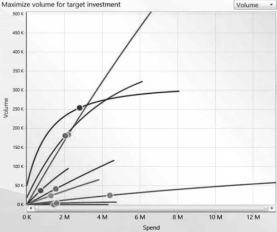 Maximize volume for target investment
Volume
500 K
450 K
400 K
350 K
300 K
250 K
200 K
150 K
100 K
50 K
0 K
Volume
0 K
2 M
4 M
6 M
8 M
10 M
12 M
Spend